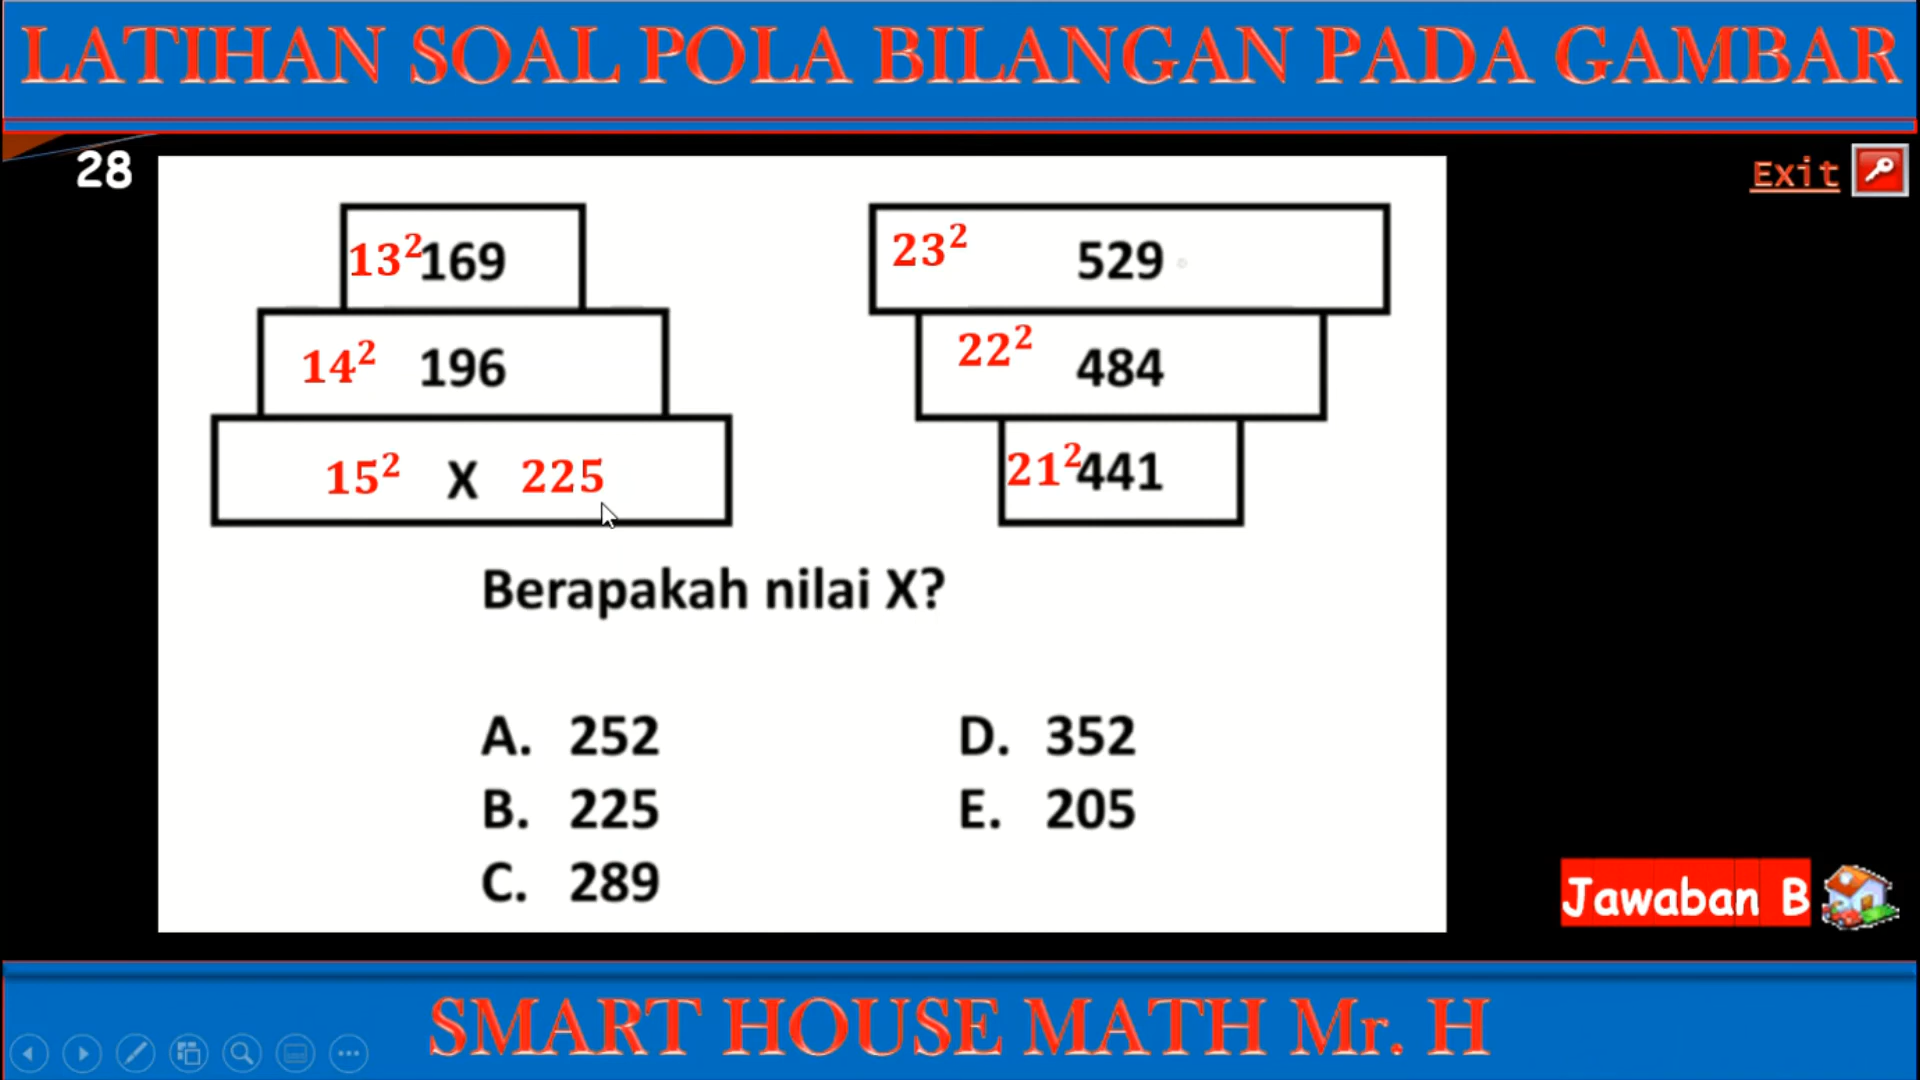 LATIHAN SOAL POLA BILANGAN PADA GAMBAR
28
Exit
13² 169
23² 529
14² 196
22² 484
15² X 225
21² 441
Berapakah nilai X?
A. 252
D. 352
B. 225
E. 205
C. 289
Jawaban B
SMART HOUSE MATH Mr. H